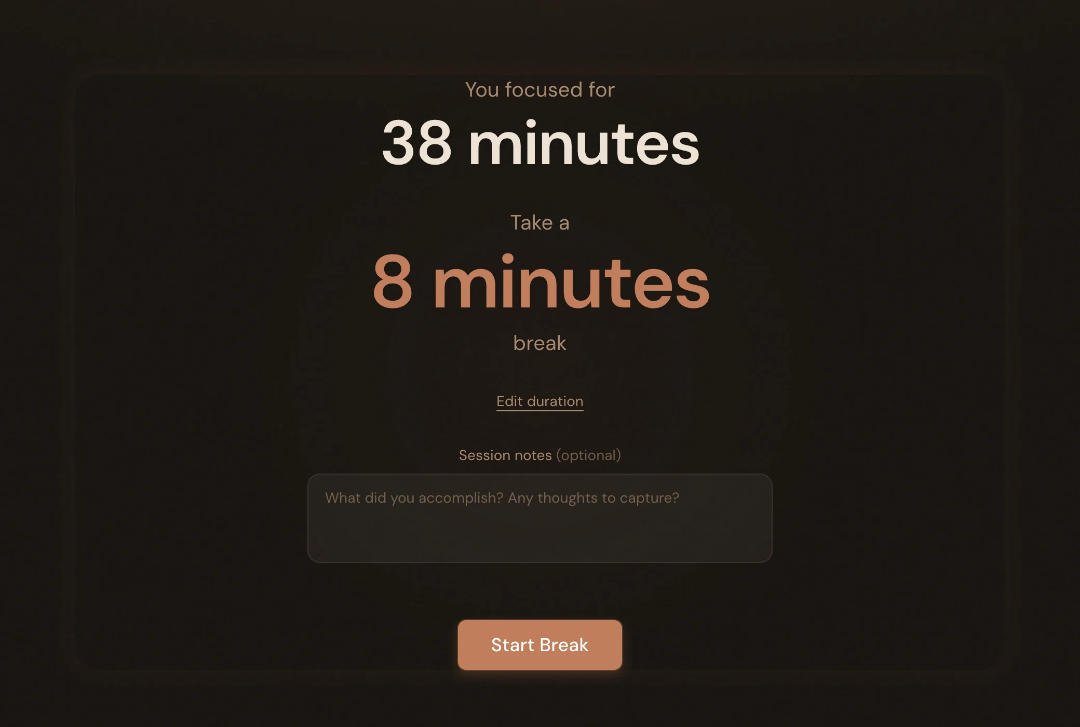 You focused for
38 minutes
Take a
8 minutes
break
Edit duration
Session notes (optional)
What did you accomplish? Any thoughts to capture?
Start Break